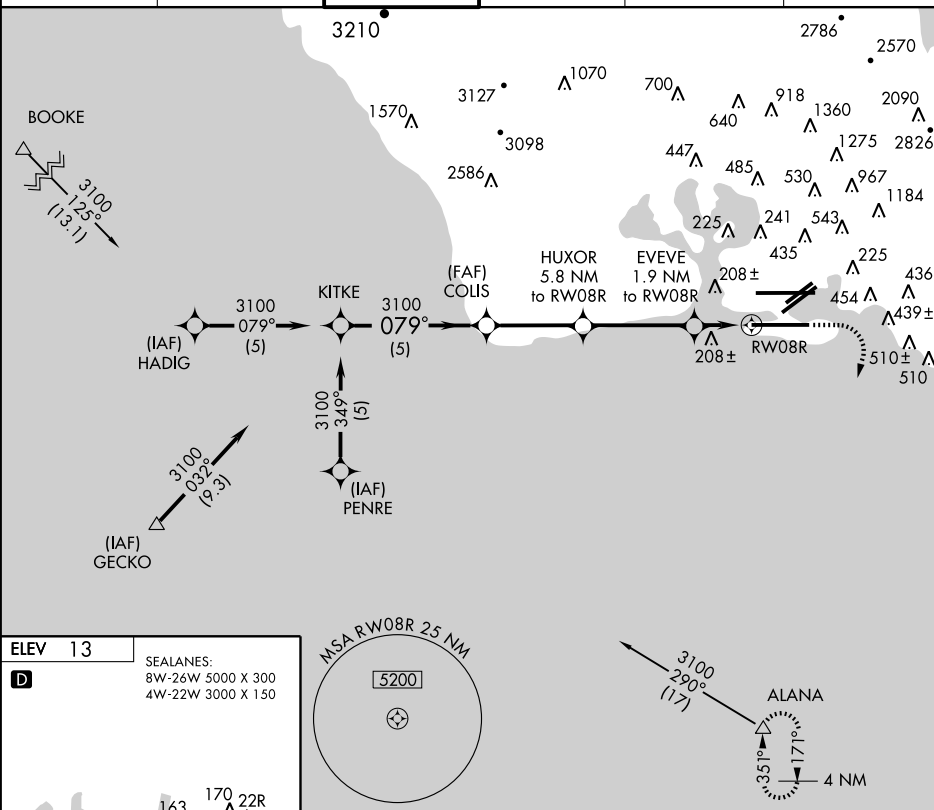 3210
2786
2570
1070
3127
700
918
2090
1570
640
1360
3098
2826
BOOKE
1275
447
2586
485
530
967
3100
125°
(13.1)
1184
225
241
543
435
HUXOR
5.8 NM
to RW08R
EVEVE
1.9 NM
to RW08R
225
(FAF)
COLIS
208±
436
KITKE
454
3100
079°
(5)
3100
079°
(5)
439±
(IAF)
HADIG
208±
RW08R
510±
510
3100
349°
(5)
3100
032°
(9.3)
(IAF)
PENRE
(IAF)
GECKO
MSA RW08R 25 NM
5200
ELEV 13
D
SEALANES:
8W-26W 5000 X 300
4W-22W 3000 X 150
3100
290°
(17)
ALANA
351°
171°
4 NM
170
22R
163